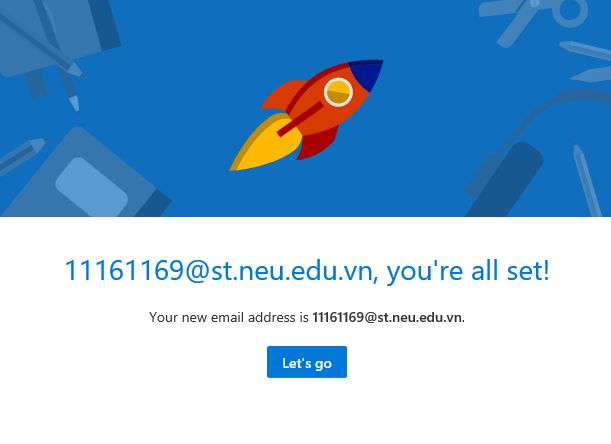 11161169@st.neu.edu.vn, you're all set!
Your new email address is 11161169@st.neu.edu.vn.
Let's go